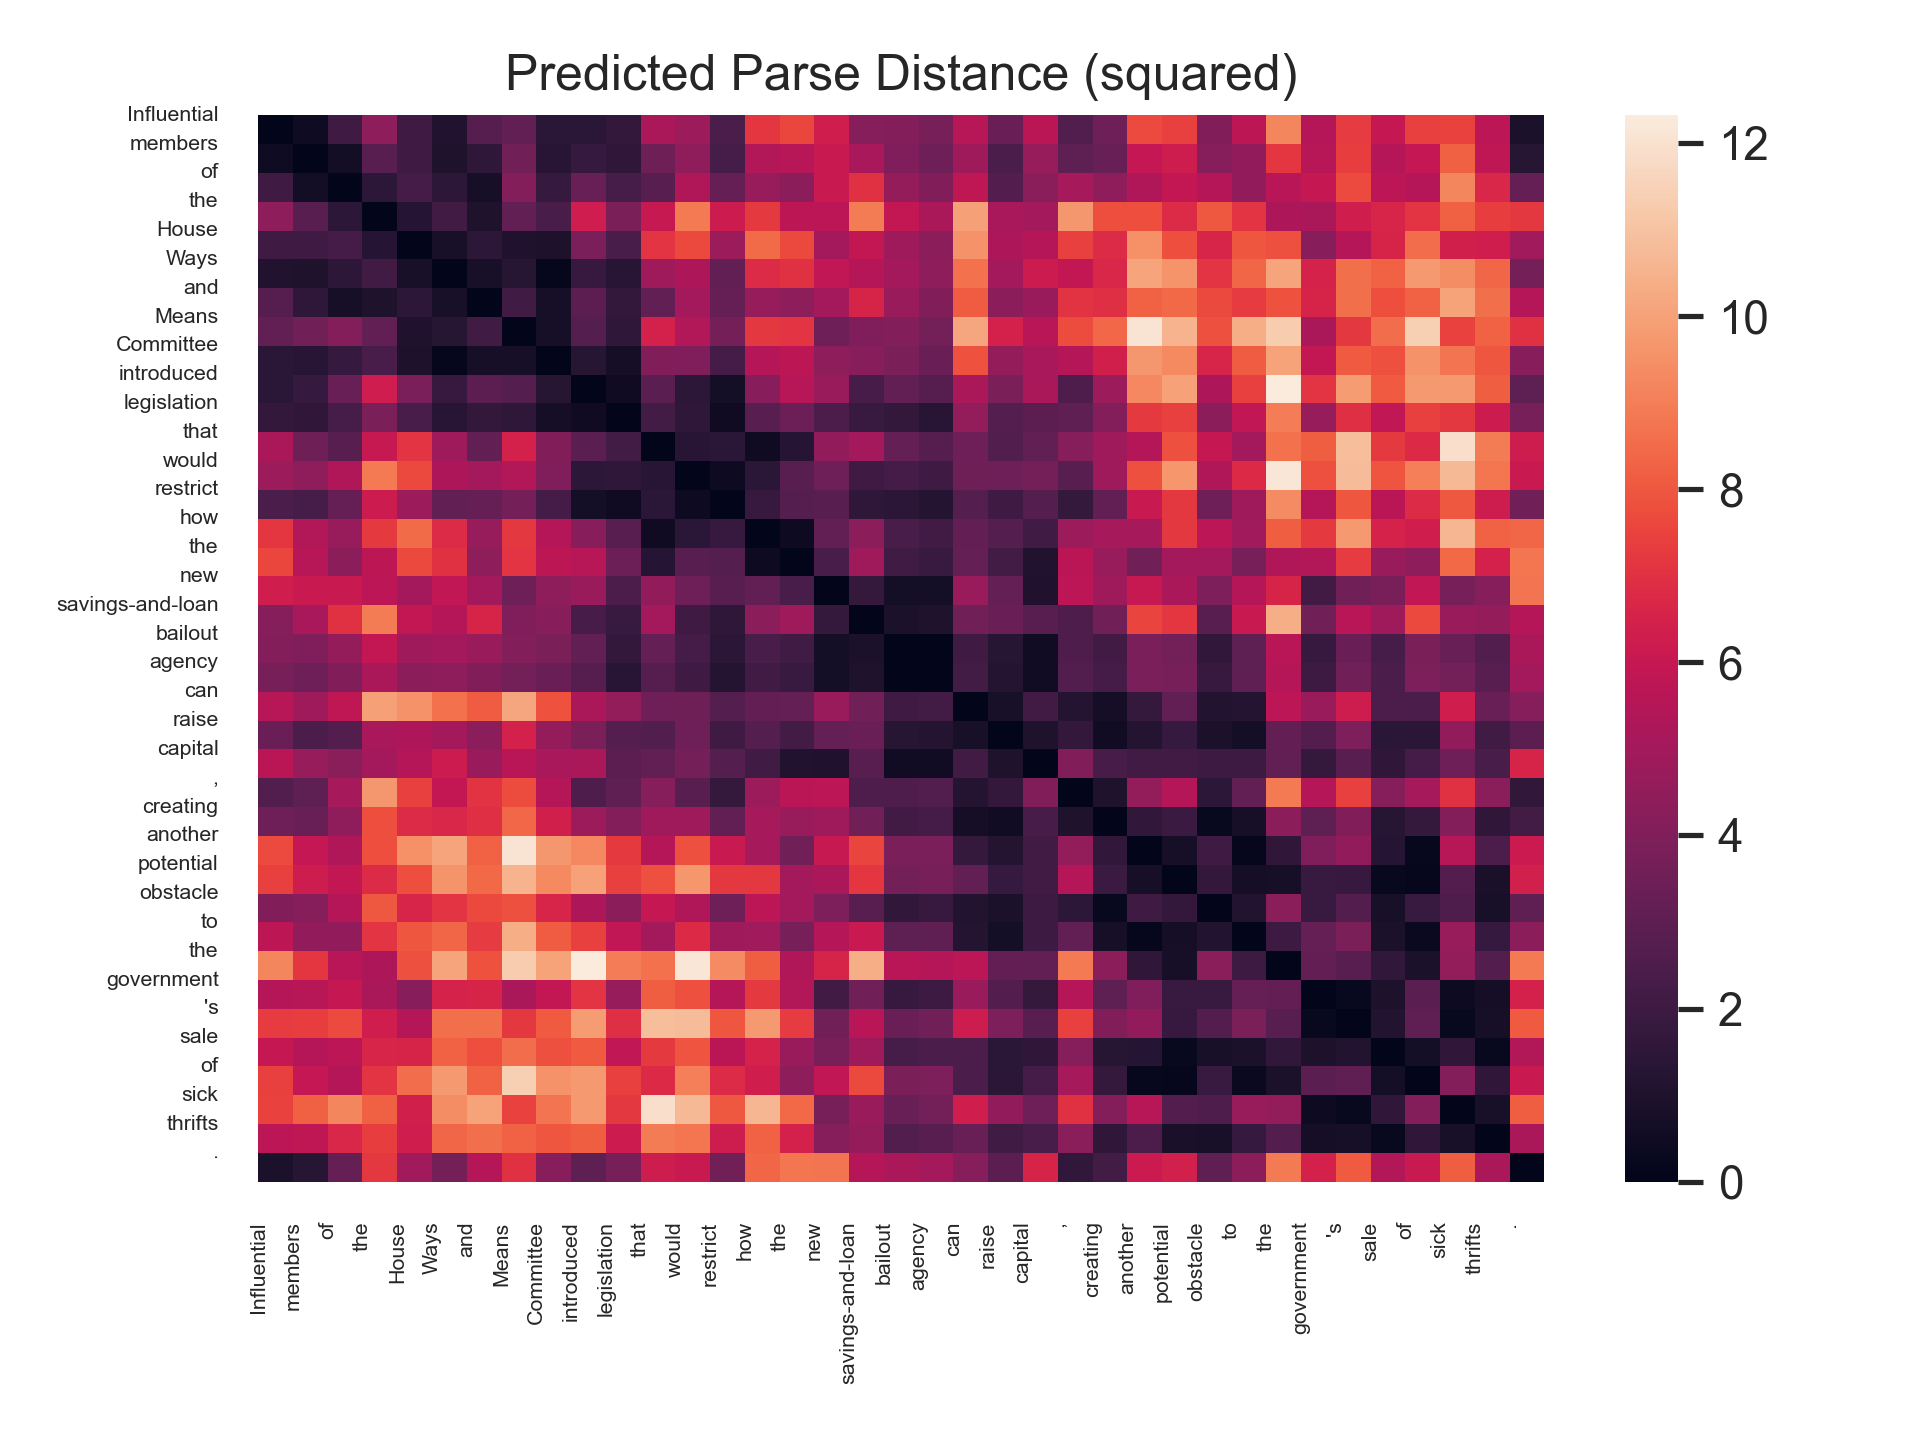 Predicted Parse Distance (squared)
Influential
members
of
the
House
Ways
and
Means
Committee
introduced
legislation
that
would
restrict
how
the
new
savings-and-loan
bailout
agency
can
raise
capital
,
creating
another
potential
obstacle
to
the
government
's
sale
of
sick
thrifts
.
12
10
8
6
4
2
0
Influential
members
of
the
House
Ways
and
Means
Committee
introduced
legislation
that
would
restrict
how
the
new
savings-and-loan
bailout
agency
can
raise
capital
,
creating
another
potential
obstacle
to
the
government
's
sale
of
sick
thrifts
.